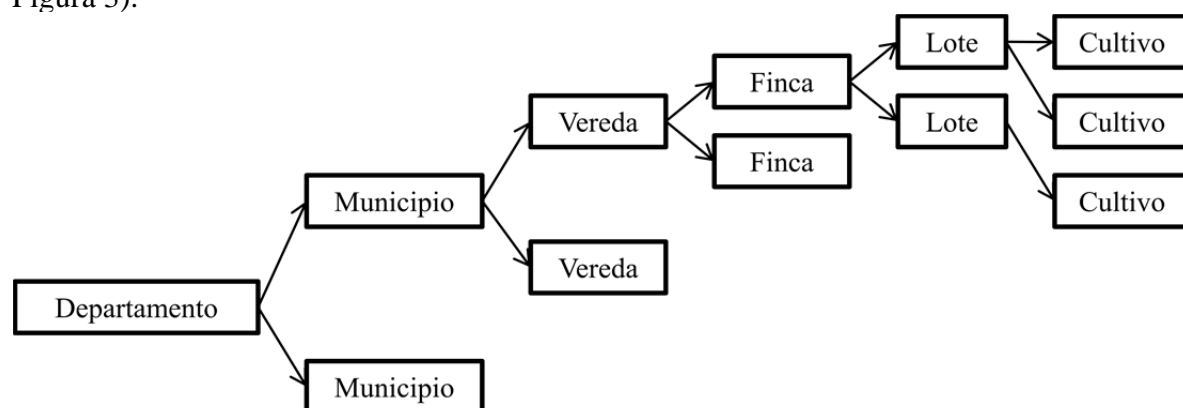 Figura 3).
Lote
Cultivo
Finca
Vereda
Lote
Cultivo
Finca
Municipio
Cultivo
Vereda
Departamento
Municipio